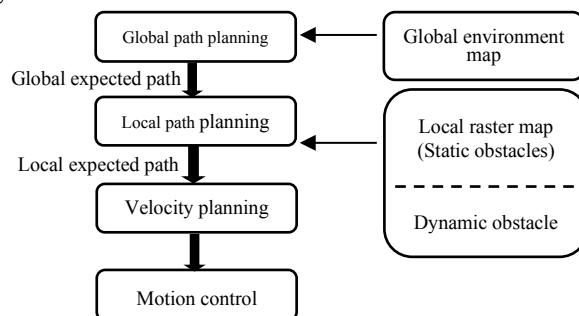 Global path planning
Global environment
map
Global expected path
Local path planning
Local raster map
(Static obstacles)
Local expected path
Velocity planning
Dynamic obstacle
Motion control